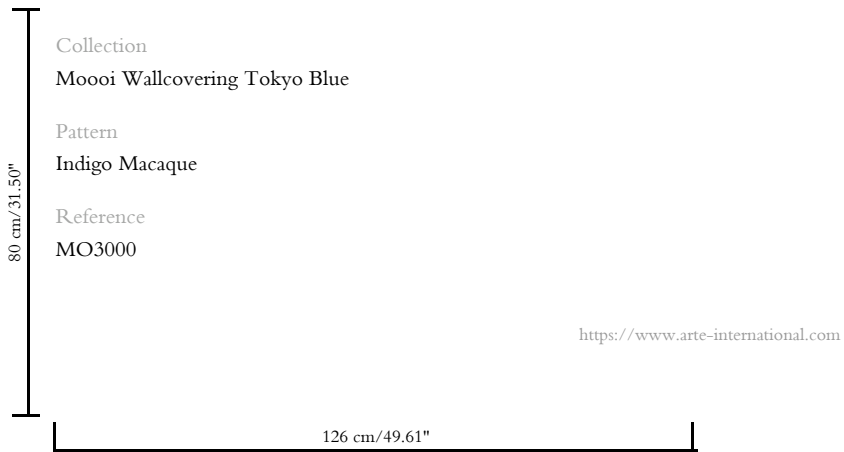 Collection
Moooi Wallcovering Tokyo Blue
Pattern
Indigo Macaque
Reference
MO3000
80 cm/31.50"
https://www.arte-international.com
126 cm/49.61"